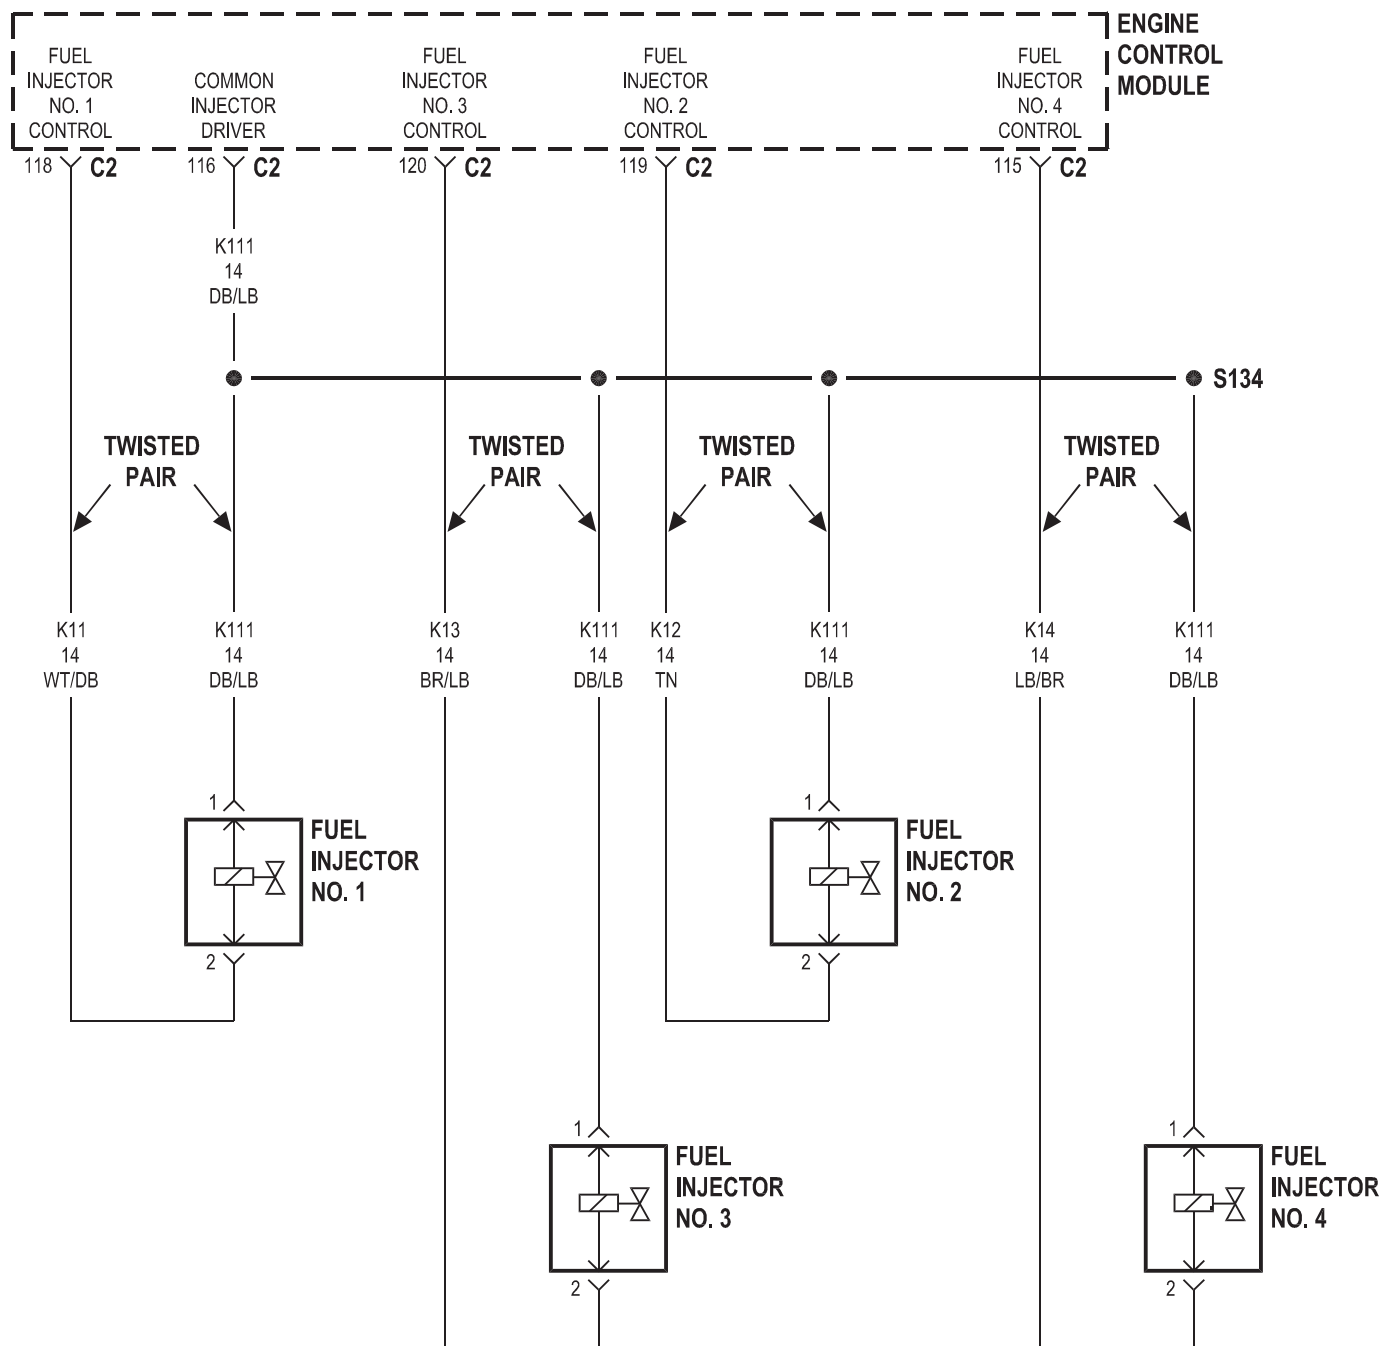 ENGINE
CONTROL
MODULE
FUEL
INJECTOR
NO. 1
CONTROL
COMMON
INJECTOR
DRIVER
FUEL
INJECTOR
NO. 3
CONTROL
FUEL
INJECTOR
NO. 2
CONTROL
FUEL
INJECTOR
NO. 4
CONTROL
118 C2
116 C2
120 C2
119 C2
115 C2
K111
14
DB/LB
S134
TWISTED
PAIR
TWISTED
PAIR
TWISTED
PAIR
TWISTED
PAIR
K11
14
WT/DB
K111
14
DB/LB
K13
14
BR/LB
K111
14
DB/LB
K12
14
TN
K111
14
DB/LB
K14
14
LB/BR
K111
14
DB/LB
1
FUEL
INJECTOR
NO. 1
2
1
FUEL
INJECTOR
NO. 2
2
1
FUEL
INJECTOR
NO. 3
2
1
FUEL
INJECTOR
NO. 4
2